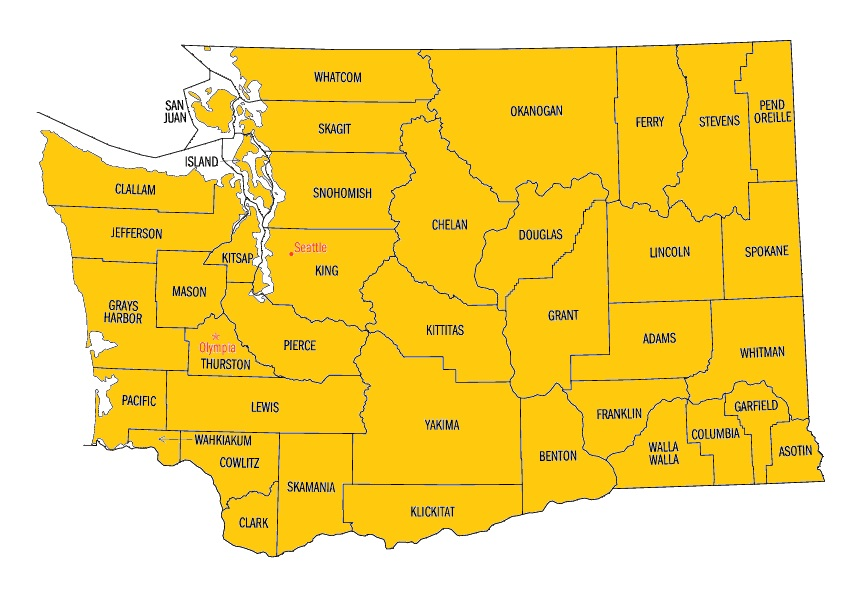 WHATCOM
SAN
JUAN
SKAGIT
OKANOGAN
FERRY
STEVENS
PEND
OREILLE
ISLAND
CLALLAM
SNOHOMISH
CHELAN
DOUGLAS
JEFFERSON
Seattle
KITSAP
KING
LINCOLN
SPOKANE
MASON
GRAYS
HARBOR
KITTITAS
GRANT
ADAMS
Olympia
THURSTON
PIERCE
WHITMAN
PACIFIC
LEWIS
YAKIMA
FRANKLIN
GARFIELD
COLUMBIA
WAHKIAKUM
COWLITZ
BENTON
WALLA
WALLA
ASOTIN
SKAMANIA
KLICKITAT
CLARK